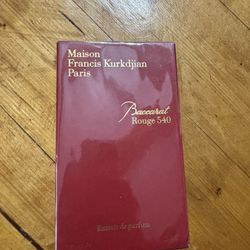 Maison
Francis Kurkdjian
Paris
Baccarat
Rouge 540
Extrait de parfum